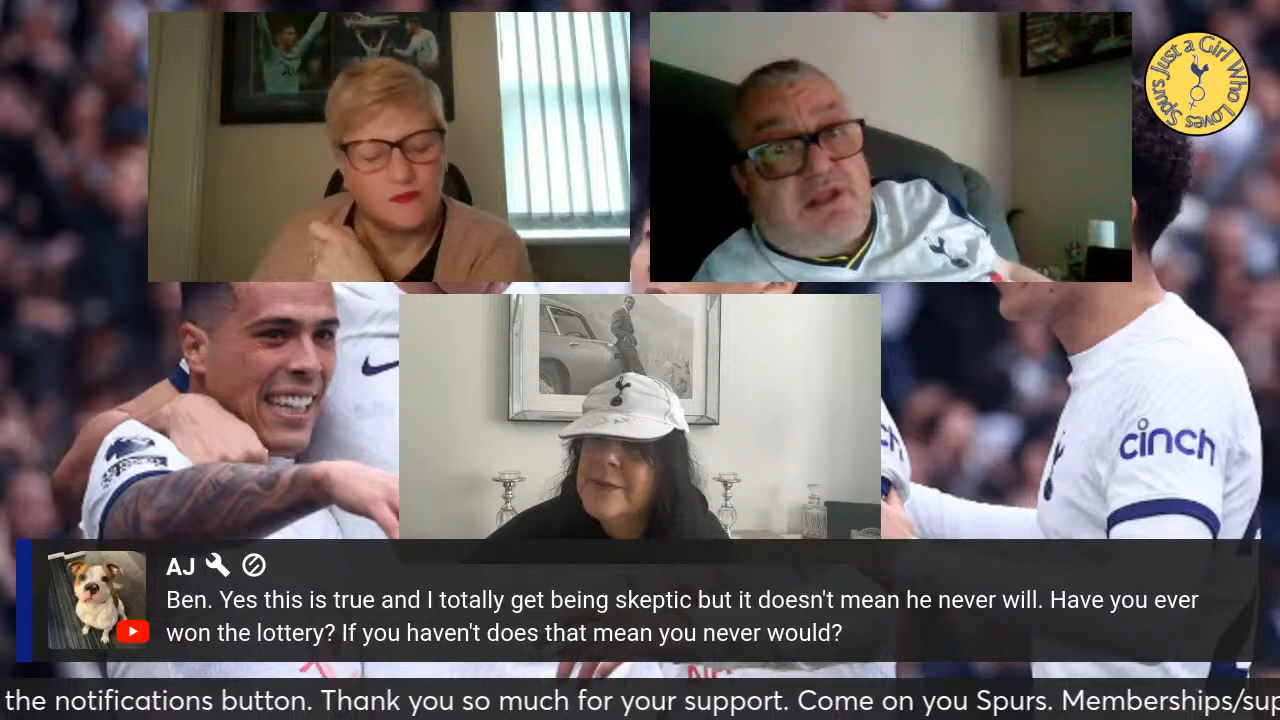 Just a Girl Who Loves Spurs
cinch
ch
AJ
Ben. Yes this is true and I totally get being skeptic but it doesn't mean he never will. Have you ever
won the lottery? If you haven't does that mean you never would?
the notifications button. Thank you so much for your support. Come on you Spurs. Memberships/sup